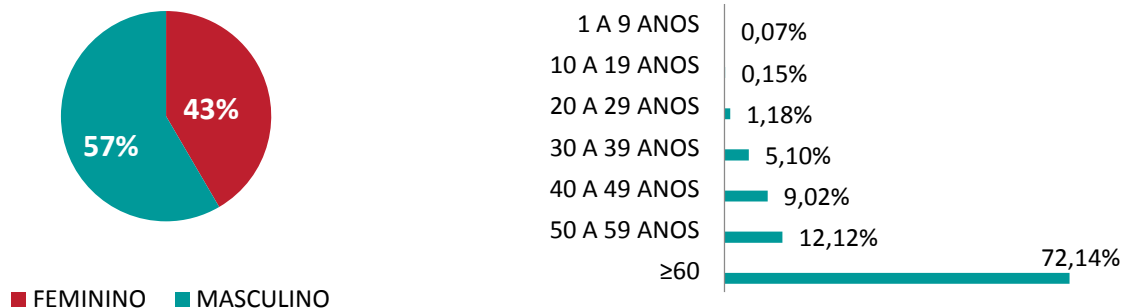 43%
57%
FEMININO MASCULINO
1 A 9 ANOS 0,07%
10 A 19 ANOS 0,15%
20 A 29 ANOS 1,18%
30 A 39 ANOS 5,10%
40 A 49 ANOS 9,02%
50 A 59 ANOS 12,12%
≥60 72,14%